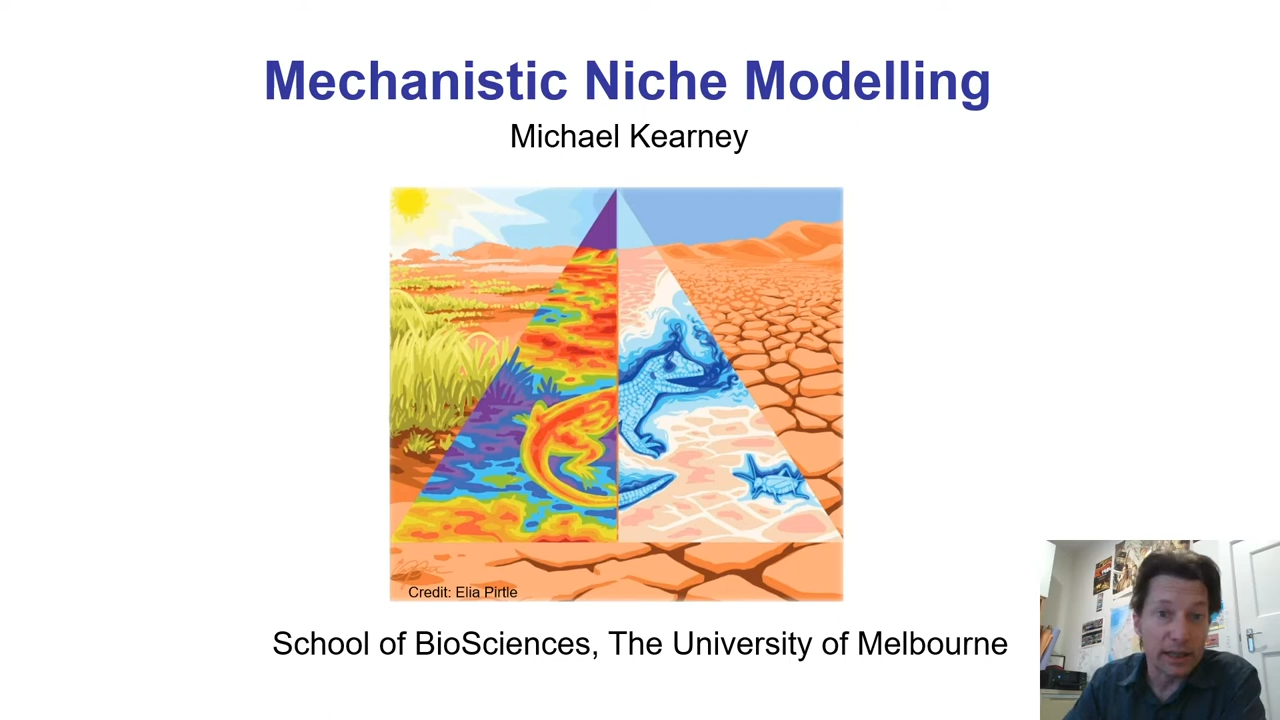 Mechanistic Niche Modelling
Michael Kearney
Credit: Elia Pirtle
School of BioSciences, The University of Melbourne